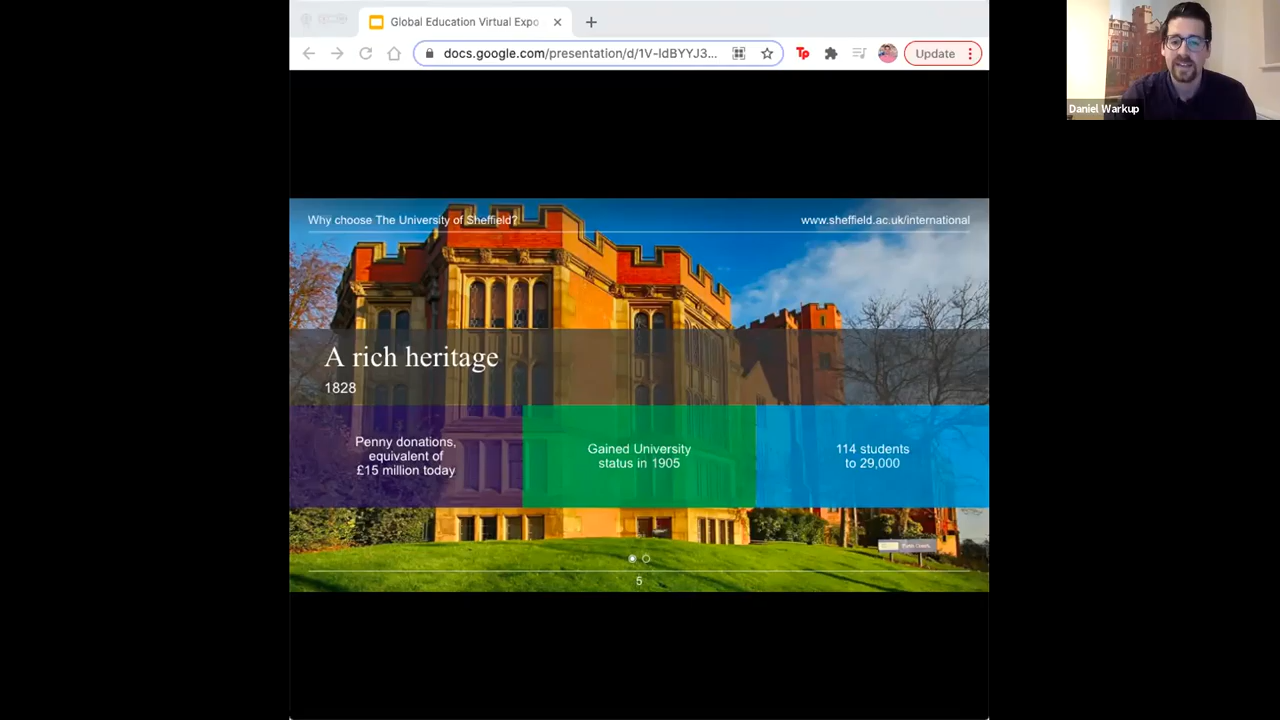 Global Education Virtual Expo
docs.google.com/presentation/d/1V-IdBYYJ3...
Tp
Update
Daniel Warkup
Why choose The University of Sheffield?
www.sheffield.ac.uk/international
A rich heritage
1828
Penny donations,
equivalent of
£15 million today
Gained University
status in 1905
114 students
to 29,000
5